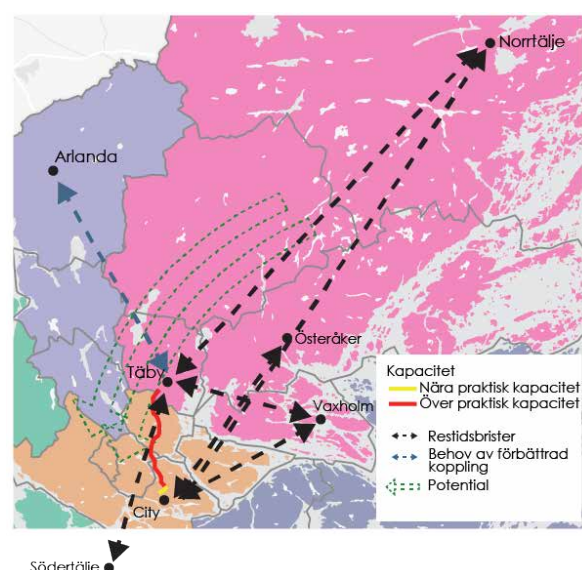 Norrtälje
Arlanda
Österåker
Täby
Vaxholm
City
Södertälje
Kapacitet
Nära praktisk kapacitet
Över praktisk kapacitet
Restidsbrister
Behov av förbättrad
koppling
Potential